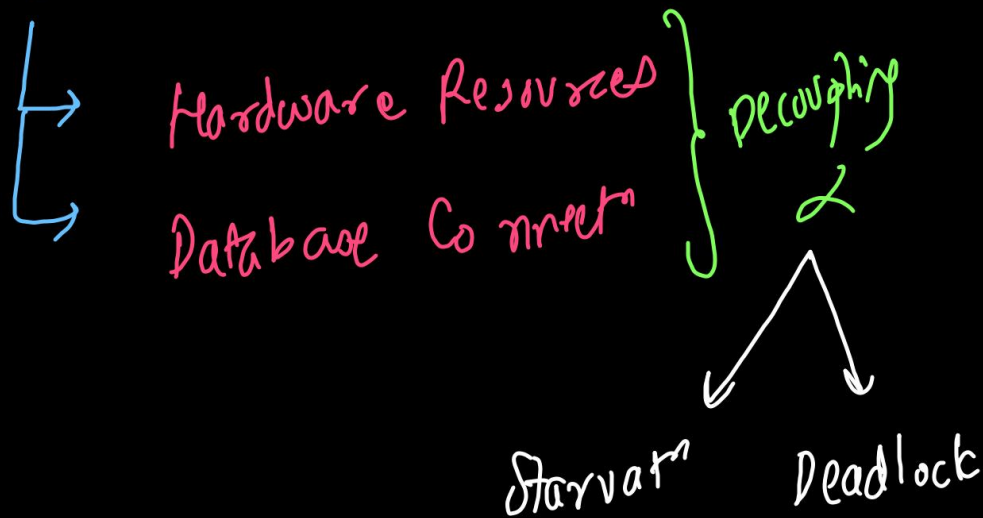 Hardware Resources
Database Connectⁿ
Decoupling
Starvatⁿ
Deadlock